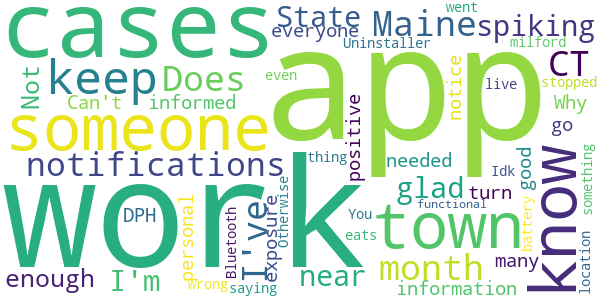 cases
State
Maine
spiking
went
everyone
Uninstaller
milford
app
CT
keep
Does
Not
Can't
informed
even
notice
live
stopped
Why
someone
positive
go
know
notifications
thing
needed
Idk
good
something
work
I've
glad
turn
You
functional
DPH
personal
Bluetooth
exposure
Otherwise
town
many
battery
location
near
eats
month
enough
I'm
Wrong
saying
information